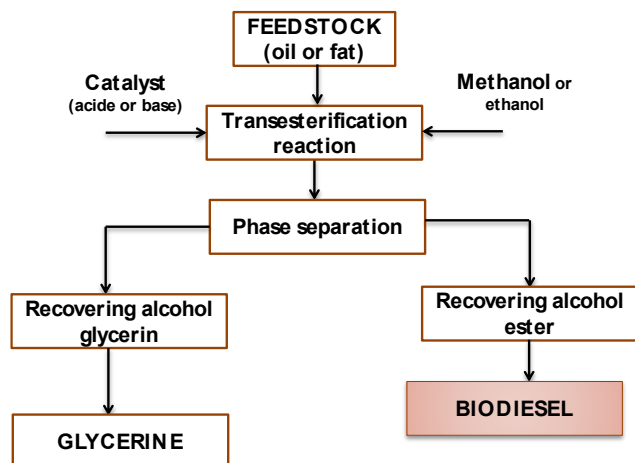 FEEDSTOCK
(oil or fat)
Catalyst
(acide or base)
Methanol or
ethanol
Transesterification
reaction
Phase separation
Recovering alcohol
glycerin
Recovering alcohol
ester
GLYCERINE
BIODIESEL